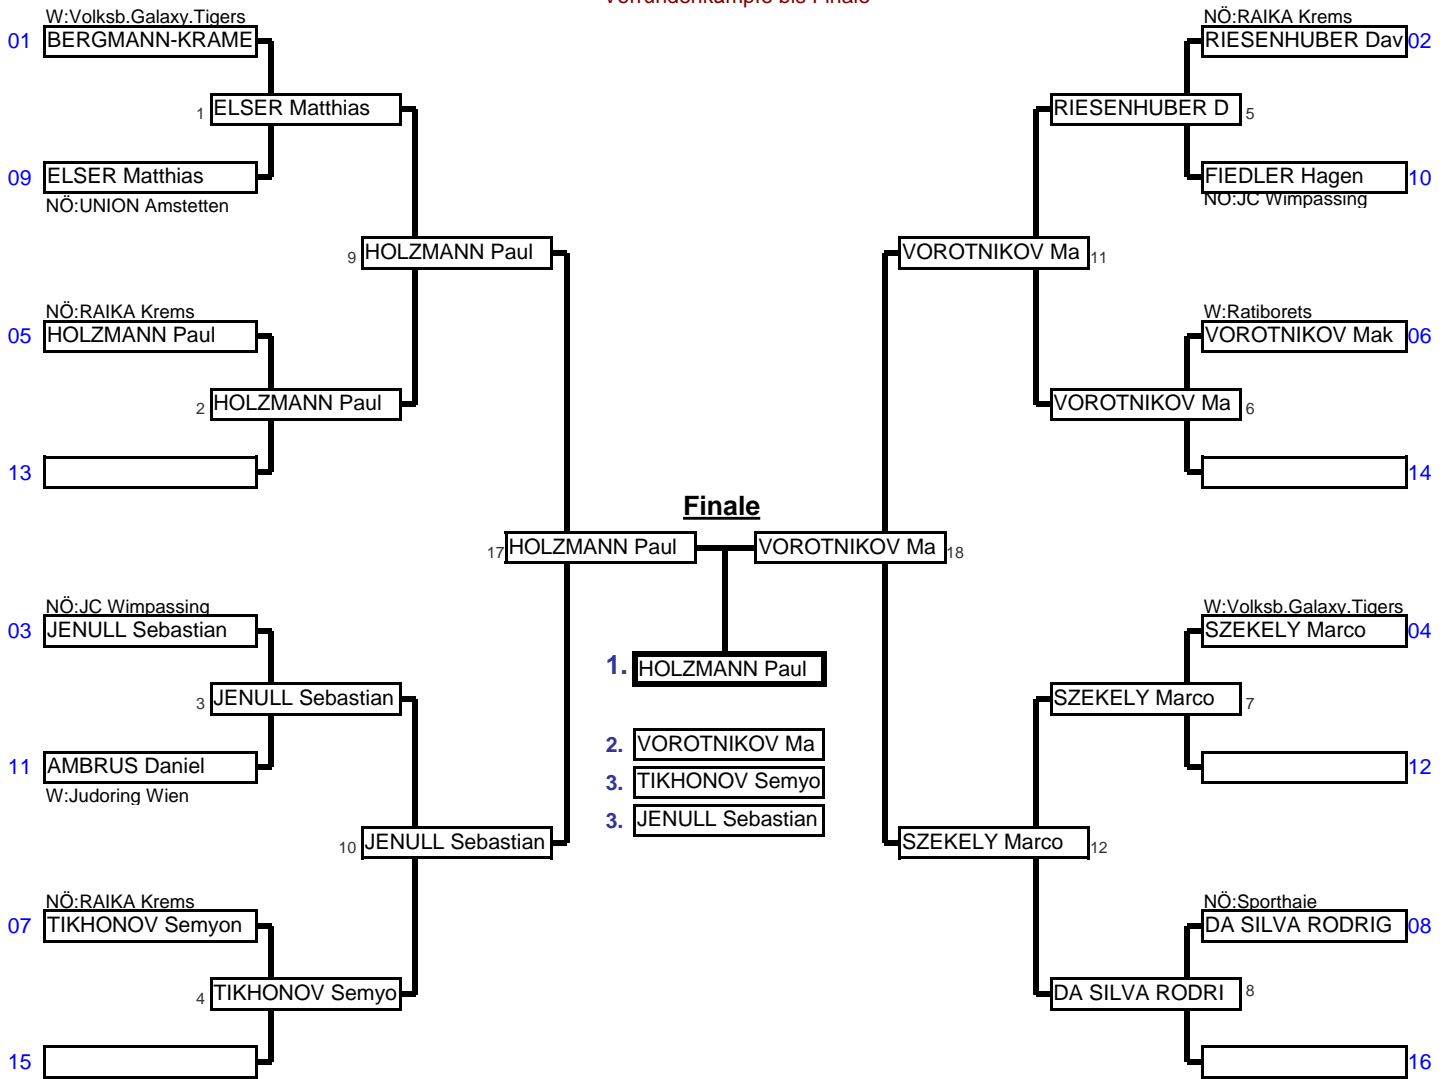 Vorrundenkämpfe bis Finale
W:Volksb.Galaxy.Tigers
01 BERGMANN-KRAME
1 ELSER Matthias
09 ELSER Matthias
NÖ:UNION Amstetten
9 HOLZMANN Paul
NÖ:RAIKA Krems
05 HOLZMANN Paul
2 HOLZMANN Paul
13
17 HOLZMANN Paul
NÖ:JC Wimpassing
03 JENULL Sebastian
3 JENULL Sebastian
11 AMBRUS Daniel
W:Judoring Wien
10 JENULL Sebastian
NÖ:RAIKA Krems
07 TIKHONOV Semyon
4 TIKHONOV Semyo
15
Finale
1. HOLZMANN Paul
2. VOROTNIKOV Ma
3. TIKHONOV Semyo
3. JENULL Sebastian
NÖ:RAIKA Krems
RIESENHUBER Dav 02
RIESENHUBER D 5
FIEDLER Hagen 10
NÖ:JC Wimpassing
VOROTNIKOV Ma 11
W:Ratiborets
VOROTNIKOV Mak 06
VOROTNIKOV Ma 6
14
VOROTNIKOV Ma 18
W:Volksb.Galaxy.Tigers
SZEKELY Marco 04
SZEKELY Marco 7
12
SZEKELY Marco 12
NÖ:Sporthaie
DA SILVA RODRIG 08
DA SILVA RODRI 8
16